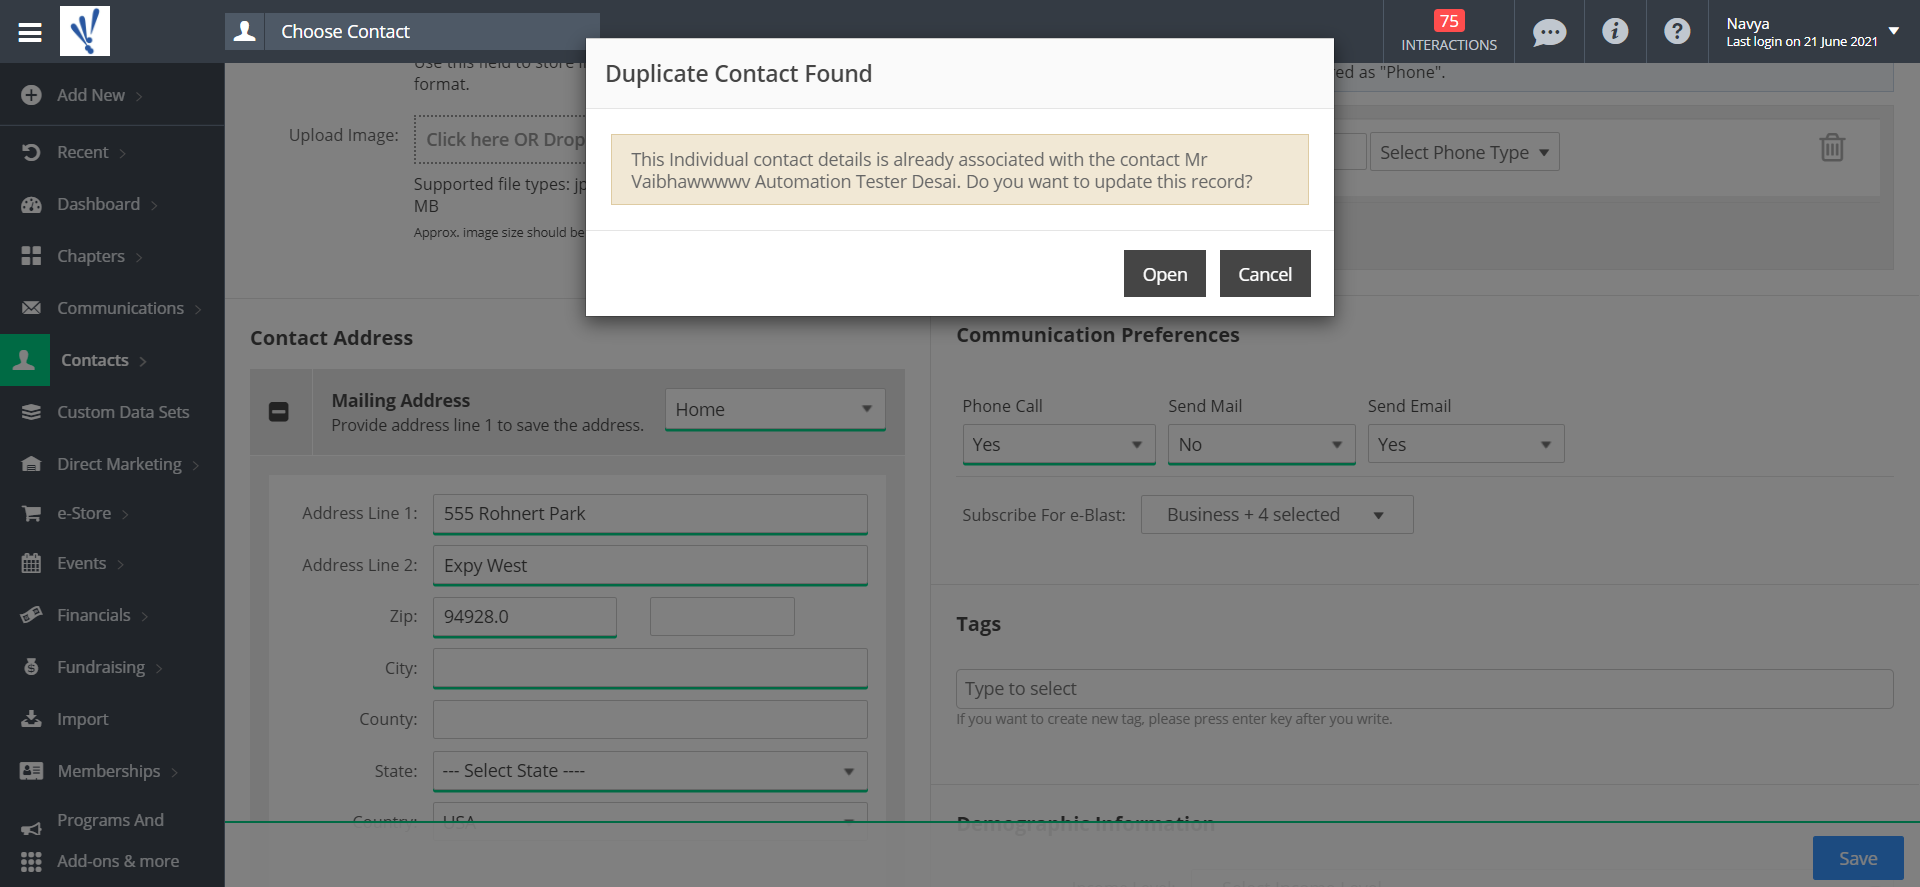 Choose Contact
75
INTERACTIONS
Navya
Last login on 21 June 2021
Add New
Recent
Dashboard
Chapters
Communications
Contacts
Custom Data Sets
Direct Marketing
e-Store
Events
Financials
Fundraising
Import
Memberships
Programs And
Add-ons & more
Duplicate Contact Found
This Individual contact details is already associated with the contact Mr
Vaibhawwwwv Automation Tester Desai. Do you want to update this record?
Open
Cancel
Use this field to store
format.
Upload Image:
Click here OR Drop
Supported file types:
MB
Approx. image size should be
as "Phone".
Select Phone Type
Contact Address
Mailing Address
Provide address line 1 to save the address.
Home
Address Line 1:
555 Rohnert Park
Address Line 2:
Expy West
Zip:
94928.0
City:
County:
State:
--- Select State ----
Country:
USA
Communication Preferences
Phone Call
Send Mail
Send Email
Yes
No
Yes
Subscribe For e-Blast:
Business + 4 selected
Tags
Type to select
If you want to create new tag, please press enter key after you write.
Demographic Information
Save